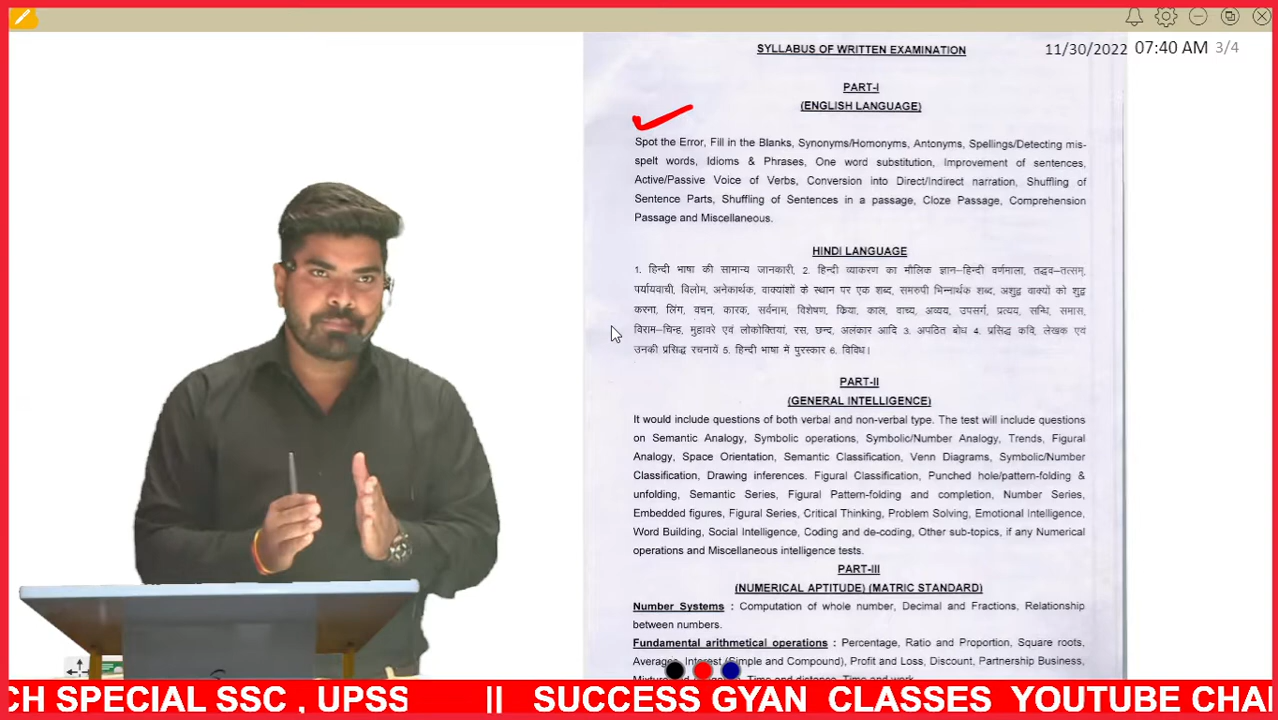 11/30/2022 07:40 AM 3/4
SYLLABUS OF WRITTEN EXAMINATION
PART-I
(ENGLISH LANGUAGE)
Spot the Error, Fill in the Blanks, Synonyms/Homonyms, Antonyms, Spellings/Detecting mis-
spelt words, Idioms & Phrases, One word substitution, Improvement of sentences,
Active/Passive Voice of Verbs, Conversion into Direct/Indirect narration, Shuffling of
Sentence Parts, Shuffling of Sentences in a passage, Cloze Passage, Comprehension
Passage and Miscellaneous.
HINDI LANGUAGE
1. हिन्दी भाषा की सामान्य जानकारी, 2. हिन्दी व्याकरण का मौलिक ज्ञान–हिन्दी वर्णमाला, तद्भव–तत्सम,
पर्यायवाची, विलोम, अनेकार्थक, वाक्यांशों के स्थान पर एक शब्द, समरुपी भिन्नार्थक शब्द, अशुद्ध वाक्यों को शुद्ध
करना, लिंग, वचन, कारक, सर्वनाम, विशेषण, क्रिया, काल, वाच्य, अव्यय, उपसर्ग, प्रत्यय, सन्धि, समास,
विराम–चिन्ह, मुहावरे एवं लोकोक्तियां, रस, छन्द, अलंकार आदि 3. अपठित बोध 4. प्रसिद्ध कवि, लेखक एवं
उनकी प्रसिद्ध रचनायें 5. हिन्दी भाषा में पुरस्कार 6. विविध।
PART-II
(GENERAL INTELLIGENCE)
It would include questions of both verbal and non-verbal type. The test will include questions
on Semantic Analogy, Symbolic operations, Symbolic/Number Analogy, Trends, Figural
Analogy, Space Orientation, Semantic Classification, Venn Diagrams, Symbolic/Number
Classification, Drawing inferences. Figural Classification, Punched hole/pattern-folding &
unfolding, Semantic Series, Figural Pattern-folding and completion, Number Series,
Embedded figures, Figural Series, Critical Thinking, Problem Solving, Emotional Intelligence,
Word Building, Social Intelligence, Coding and de-coding, Other sub-topics, if any Numerical
operations and Miscellaneous intelligence tests.
PART-III
(NUMERICAL APTITUDE) (MATRIC STANDARD)
Number Systems : Computation of whole number, Decimal and Fractions, Relationship
between numbers.
Fundamental arithmetical operations : Percentage, Ratio and Proportion, Square roots,
Averages, Interest (Simple and Compound), Profit and Loss, Discount, Partnership Business,
Time and distance, Time and work
CH SPECIAL SSC , UPSS || SUCCESS GYAN CLASSES YOUTUBE CHA